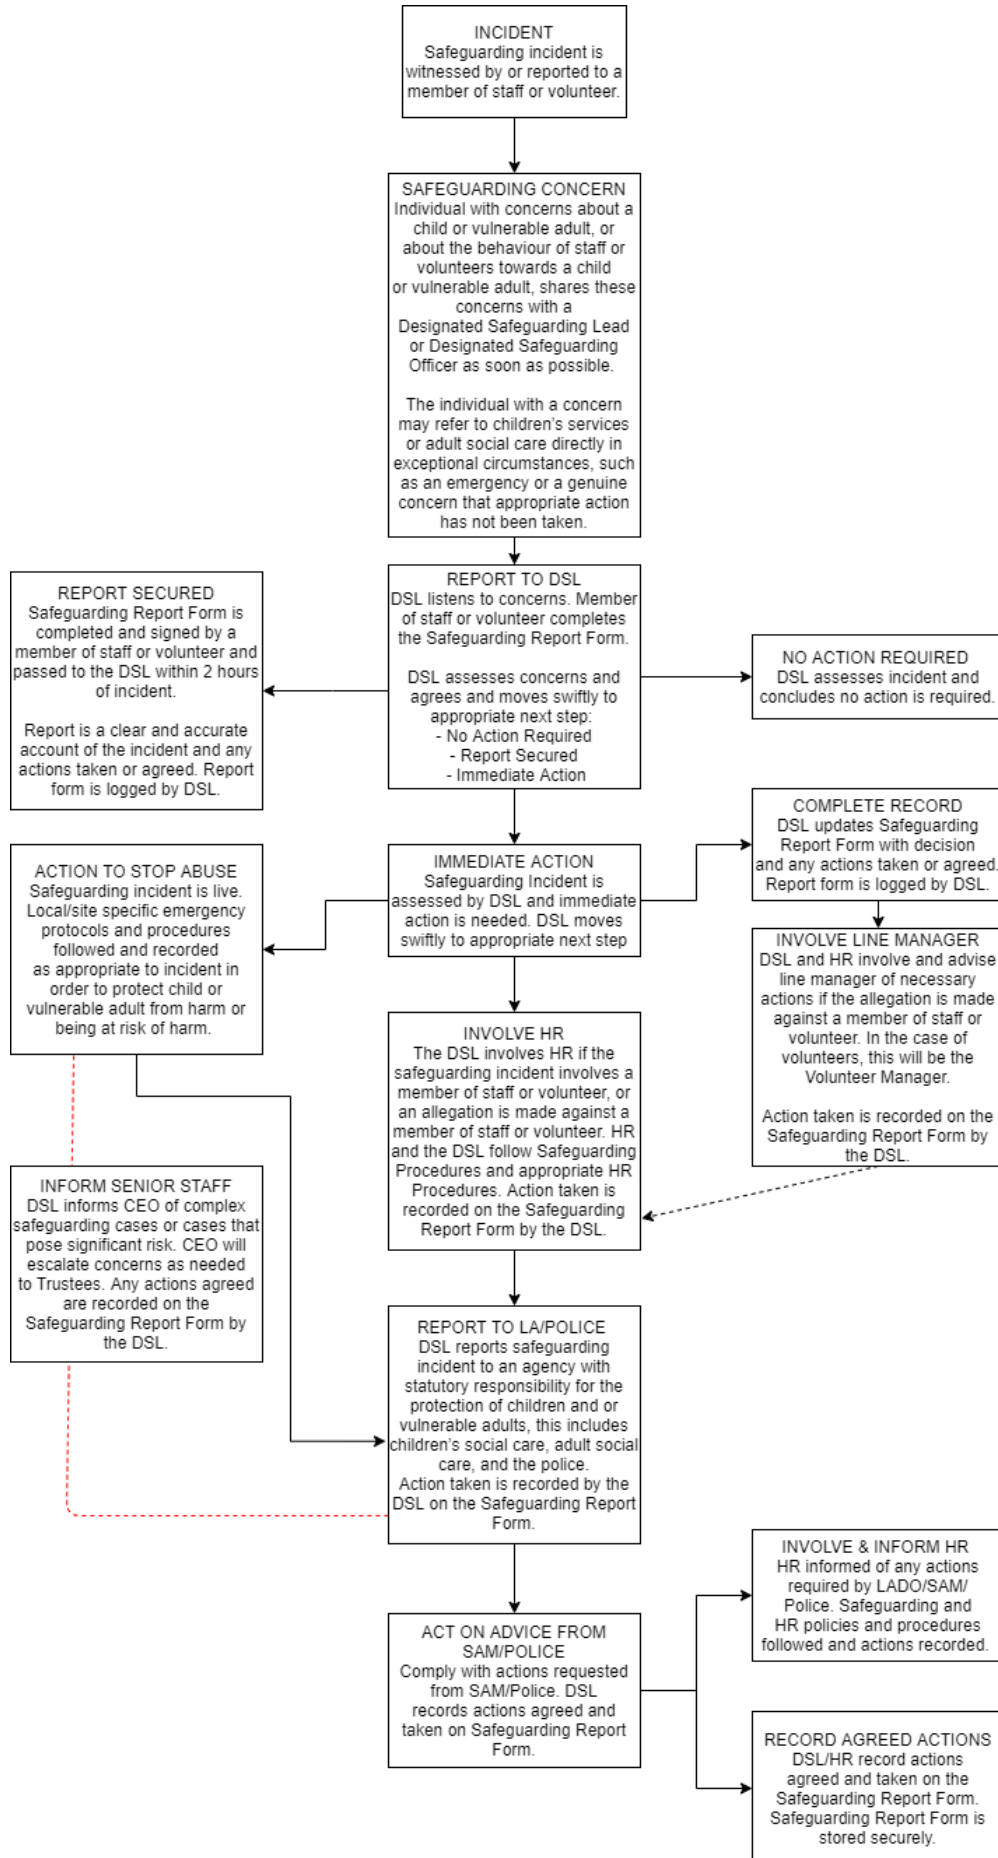 INCIDENT
Safeguarding incident is
witnessed by or reported to a
member of staff or volunteer.
SAFEGUARDING CONCERN
Individual with concerns about a
child or vulnerable adult, or
about the behaviour of staff or
volunteers towards a child
or vulnerable adult, shares these
concerns with a
Designated Safeguarding Lead
or Designated Safeguarding
Officer as soon as possible.
The individual with a concern
may refer to children's services
or adult social care directly in
exceptional circumstances, such
as an emergency or a genuine
concern that appropriate action
has not been taken.
REPORT TO DSL
DSL listens to concerns. Member
of staff or volunteer completes
the Safeguarding Report Form.
DSL assesses concerns and
agrees and moves swiftly to
appropriate next step:
- No Action Required
- Report Secured
- Immediate Action
REPORT SECURED
Safeguarding Report Form is
completed and signed by a
member of staff or volunteer and
passed to the DSL within 2 hours
of incident.
Report is a clear and accurate
account of the incident and any
actions taken or agreed. Report
form is logged by DSL.
NO ACTION REQUIRED
DSL assesses incident and
concludes no action is required.
COMPLETE RECORD
DSL updates Safeguarding
Report Form with decision
and any actions taken or agreed.
Report form is logged by DSL.
IMMEDIATE ACTION
Safeguarding Incident is
assessed by DSL and immediate
action is needed. DSL moves
swiftly to appropriate next step
ACTION TO STOP ABUSE
Safeguarding incident is live.
Local/site specific emergency
protocols and procedures
followed and recorded
as appropriate to incident in
order to protect child or
vulnerable adult from harm or
being at risk of harm.
INVOLVE LINE MANAGER
DSL and HR involve and advise
line manager of necessary
actions if the allegation is made
against a member of staff or
volunteer. In the case of
volunteers, this will be the
Volunteer Manager.
Action taken is recorded on the
Safeguarding Report Form by
the DSL.
INVOLVE HR
The DSL involves HR if the
safeguarding incident involves a
member of staff or volunteer, or
an allegation is made against a
member of staff or volunteer. HR
and the DSL follow Safeguarding
Procedures and appropriate HR
Procedures. Action taken is
recorded on the Safeguarding
Report Form by the DSL.
INFORM SENIOR STAFF
DSL informs CEO of complex
safeguarding cases or cases that
pose significant risk. CEO will
escalate concerns as needed
to Trustees. Any actions agreed
are recorded on the
Safeguarding Report Form by
the DSL.
REPORT TO LA/POLICE
DSL reports safeguarding
incident to an agency with
statutory responsibility for the
protection of children and or
vulnerable adults, this includes
children's social care, adult social
care, and the police.
Action taken is recorded by the
DSL on the Safeguarding Report
Form.
INVOLVE & INFORM HR
HR informed of any actions
required by LADO/SAM/
Police. Safeguarding and
HR policies and procedures
followed and actions recorded.
ACT ON ADVICE FROM
SAM/POLICE
Comply with actions requested
from SAM/Police. DSL
records actions agreed and
taken on Safeguarding Report
Form.
RECORD AGREED ACTIONS
DSL/HR record actions
agreed and taken on the
Safeguarding Report Form.
Safeguarding Report Form is
stored securely.